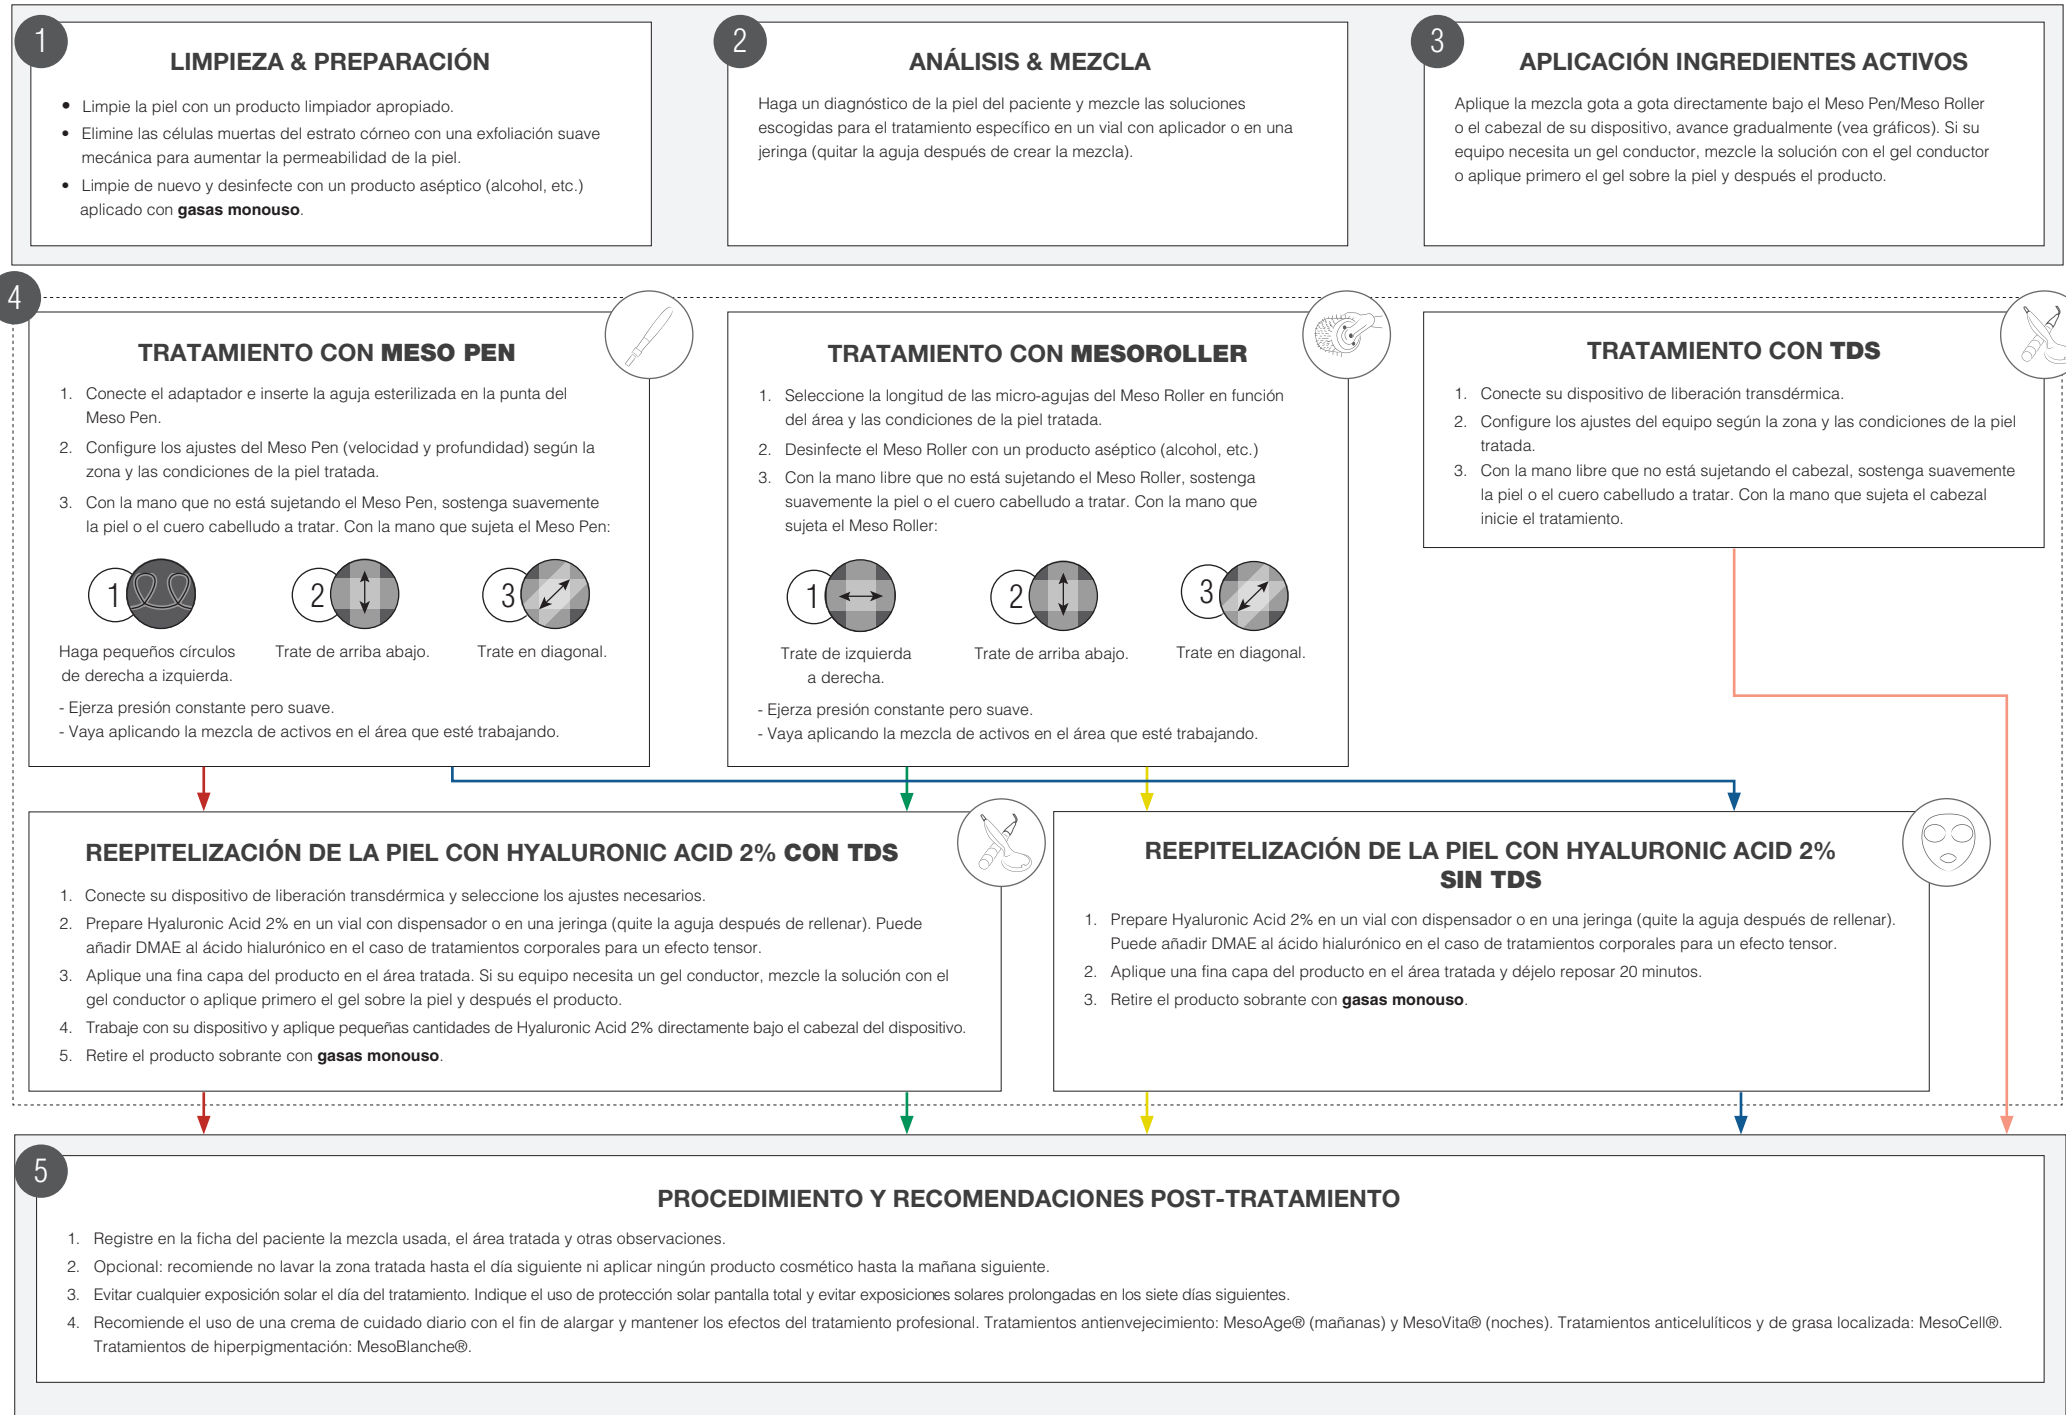 1
LIMPIEZA & PREPARACIÓN
• Limpie la piel con un producto limpiador apropiado.
• Elimine las células muertas del estrato córneo con una exfoliación suave
mecánica para aumentar la permeabilidad de la piel.
• Limpie de nuevo y desinfecte con un producto aséptico (alcohol, etc.)
aplicado con gasas monouso.
2
ANÁLISIS & MEZCLA
Haga un diagnóstico de la piel del paciente y mezcle las soluciones
escogidas para el tratamiento específico en un vial con aplicador o en una
jeringa (quitar la aguja después de crear la mezcla).
3
APLICACIÓN INGREDIENTES ACTIVOS
Aplique la mezcla gota a gota directamente bajo el Meso Pen/Meso Roller
o el cabezal de su dispositivo, avance gradualmente (vea gráficos). Si su
equipo necesita un gel conductor, mezcle la solución con el gel conductor
o aplique primero el gel sobre la piel y después el producto.
4
TRATAMIENTO CON MESO PEN
1. Conecte el adaptador e inserte la aguja esterilizada en la punta del
Meso Pen.
2. Configure los ajustes del Meso Pen (velocidad y profundidad) según la
zona y las condiciones de la piel tratada.
3. Con la mano que no está sujetando el Meso Pen, sostenga suavemente
la piel o el cuero cabelludo a tratar. Con la mano que sujeta el Meso Pen:
1
2
3
Haga pequeños círculos
de derecha a izquierda.
Trate de arriba abajo.
Trate en diagonal.
- Ejerza presión constante pero suave.
- Vaya aplicando la mezcla de activos en el área que esté trabajando.
TRATAMIENTO CON MESOROLLER
1. Seleccione la longitud de las micro-agujas del Meso Roller en función
del área y las condiciones de la piel tratada.
2. Desinfecte el Meso Roller con un producto aséptico (alcohol, etc.)
3. Con la mano libre que no está sujetando el Meso Roller, sostenga
suavemente la piel o el cuero cabelludo a tratar. Con la mano que
sujeta el Meso Roller:
1
2
3
Trate de izquierda
a derecha.
Trate de arriba abajo.
Trate en diagonal.
- Ejerza presión constante pero suave.
- Vaya aplicando la mezcla de activos en el área que esté trabajando.
TRATAMIENTO CON TDS
1. Conecte su dispositivo de liberación transdérmica.
2. Configure los ajustes del equipo según la zona y las condiciones de la piel
tratada.
3. Con la mano libre que no está sujetando el cabezal, sostenga suavemente
la piel o el cuero cabelludo a tratar. Con la mano que sujeta el cabezal
inicie el tratamiento.
REEPITELIZACIÓN DE LA PIEL CON HYALURONIC ACID 2% CON TDS
1. Conecte su dispositivo de liberación transdérmica y seleccione los ajustes necesarios.
2. Prepare Hyaluronic Acid 2% en un vial con dispensador o en una jeringa (quite la aguja después de rellenar). Puede
añadir DMAE al ácido hialurónico en el caso de tratamientos corporales para un efecto tensor.
3. Aplique una fina capa del producto en el área tratada. Si su equipo necesita un gel conductor, mezcle la solución con el
gel conductor o aplique primero el gel sobre la piel y después el producto.
4. Trabaje con su dispositivo y aplique pequeñas cantidades de Hyaluronic Acid 2% directamente bajo el cabezal del dispositivo.
5. Retire el producto sobrante con gasas monouso.
REEPITELIZACIÓN DE LA PIEL CON HYALURONIC ACID 2%
SIN TDS
1. Prepare Hyaluronic Acid 2% en un vial con dispensador o en una jeringa (quite la aguja después de rellenar).
Puede añadir DMAE al ácido hialurónico en el caso de tratamientos corporales para un efecto tensor.
2. Aplique una fina capa del producto en el área tratada y déjelo reposar 20 minutos.
3. Retire el producto sobrante con gasas monouso.
5
PROCEDIMIENTO Y RECOMENDACIONES POST-TRATAMIENTO
1. Registre en la ficha del paciente la mezcla usada, el área tratada y otras observaciones.
2. Opcional: recomiende no lavar la zona tratada hasta el día siguiente ni aplicar ningún producto cosmético hasta la mañana siguiente.
3. Evitar cualquier exposición solar el día del tratamiento. Indique el uso de protección solar pantalla total y evitar exposiciones solares prolongadas en los siete días siguientes.
4. Recomiende el uso de una crema de cuidado diario con el fin de alargar y mantener los efectos del tratamiento profesional. Tratamientos antienvejecimiento: MesoAge® (mañanas) y MesoVita® (noches). Tratamientos anticelulíticos y de grasa localizada: MesoCell®.
Tratamientos de hiperpigmentación: MesoBlanche®.